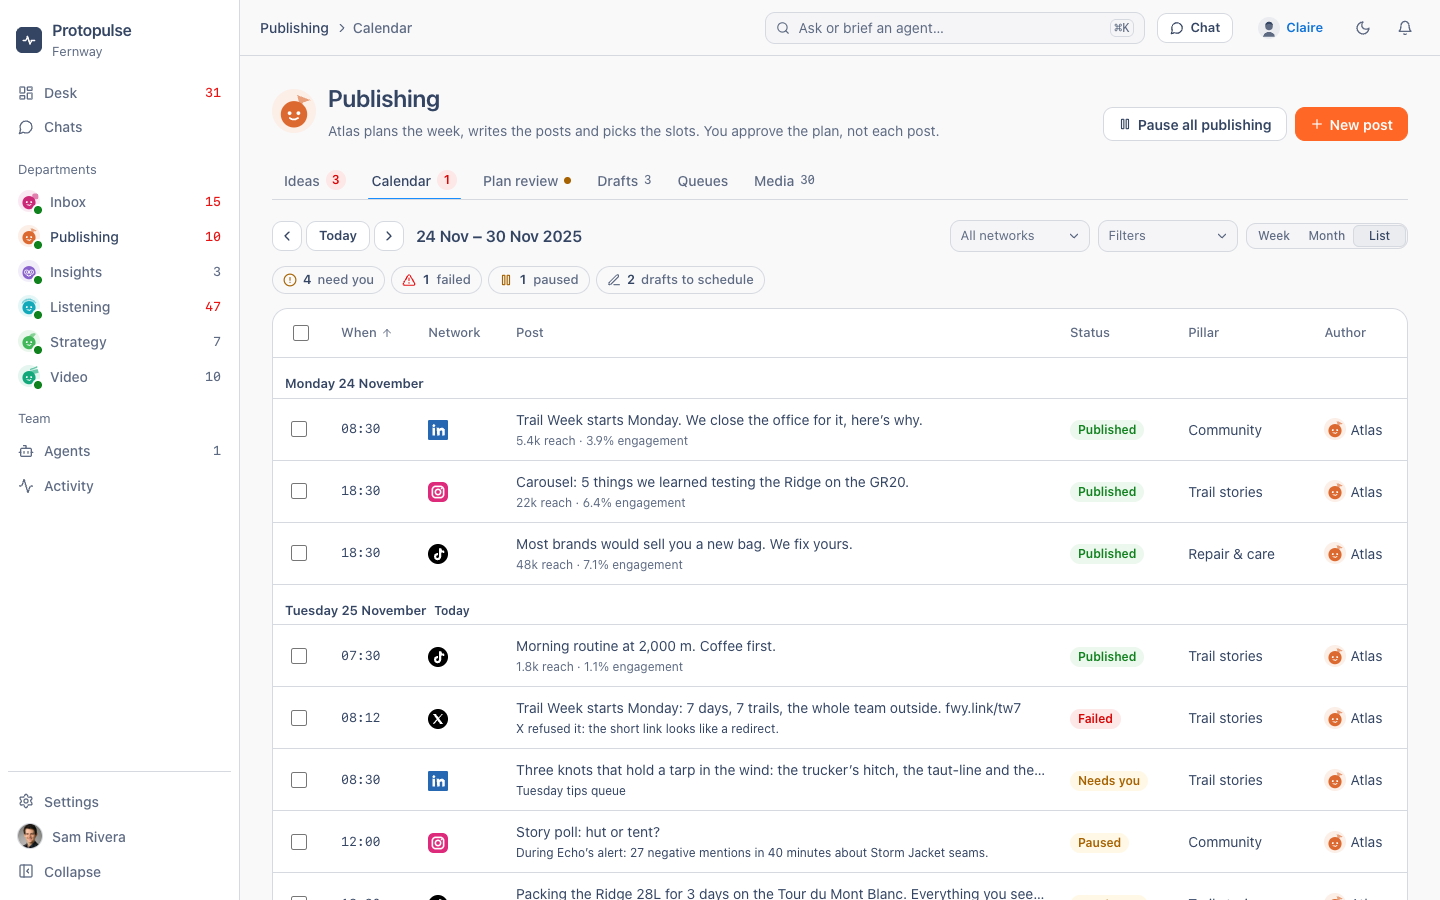 Protopulse
Fernway
Desk 31
Chats
Departments
Inbox 15
Publishing 10
Insights 3
Listening 47
Strategy 7
Video 10
Team
Agents 1
Activity
Settings
Sam Rivera
Collapse
Publishing > Calendar
Ask or brief an agent… ⌘K
Chat
Claire
Publishing
Atlas plans the week, writes the posts and picks the slots. You approve the plan, not each post.
Pause all publishing
+ New post
Ideas 3
Calendar 1
Plan review
Drafts 3
Queues
Media 30
Today
24 Nov – 30 Nov 2025
All networks
Filters
Week Month List
4 need you
1 failed
1 paused
2 drafts to schedule
When ↑ Network Post Status Pillar Author
Monday 24 November
08:30 in Trail Week starts Monday. We close the office for it, here’s why. Published Community Atlas
5.4k reach · 3.9% engagement
18:30 Carousel: 5 things we learned testing the Ridge on the GR20. Published Trail stories Atlas
22k reach · 6.4% engagement
18:30 Most brands would sell you a new bag. We fix yours. Published Repair & care Atlas
48k reach · 7.1% engagement
Tuesday 25 November Today
07:30 Morning routine at 2,000 m. Coffee first. Published Trail stories Atlas
1.8k reach · 1.1% engagement
08:12 X Trail Week starts Monday: 7 days, 7 trails, the whole team outside. fwy.link/tw7 Failed Trail stories Atlas
X refused it: the short link looks like a redirect.
08:30 in Three knots that hold a tarp in the wind: the trucker’s hitch, the taut-line and the… Needs you Trail stories Atlas
Tuesday tips queue
12:00 Story poll: hut or tent? Paused Community Atlas
During Echo’s alert: 27 negative mentions in 40 minutes about Storm Jacket seams.
Packing the Ridge 28L for 3 days on the Tour du Mont Blanc. Everything you see… Trail stories Atlas